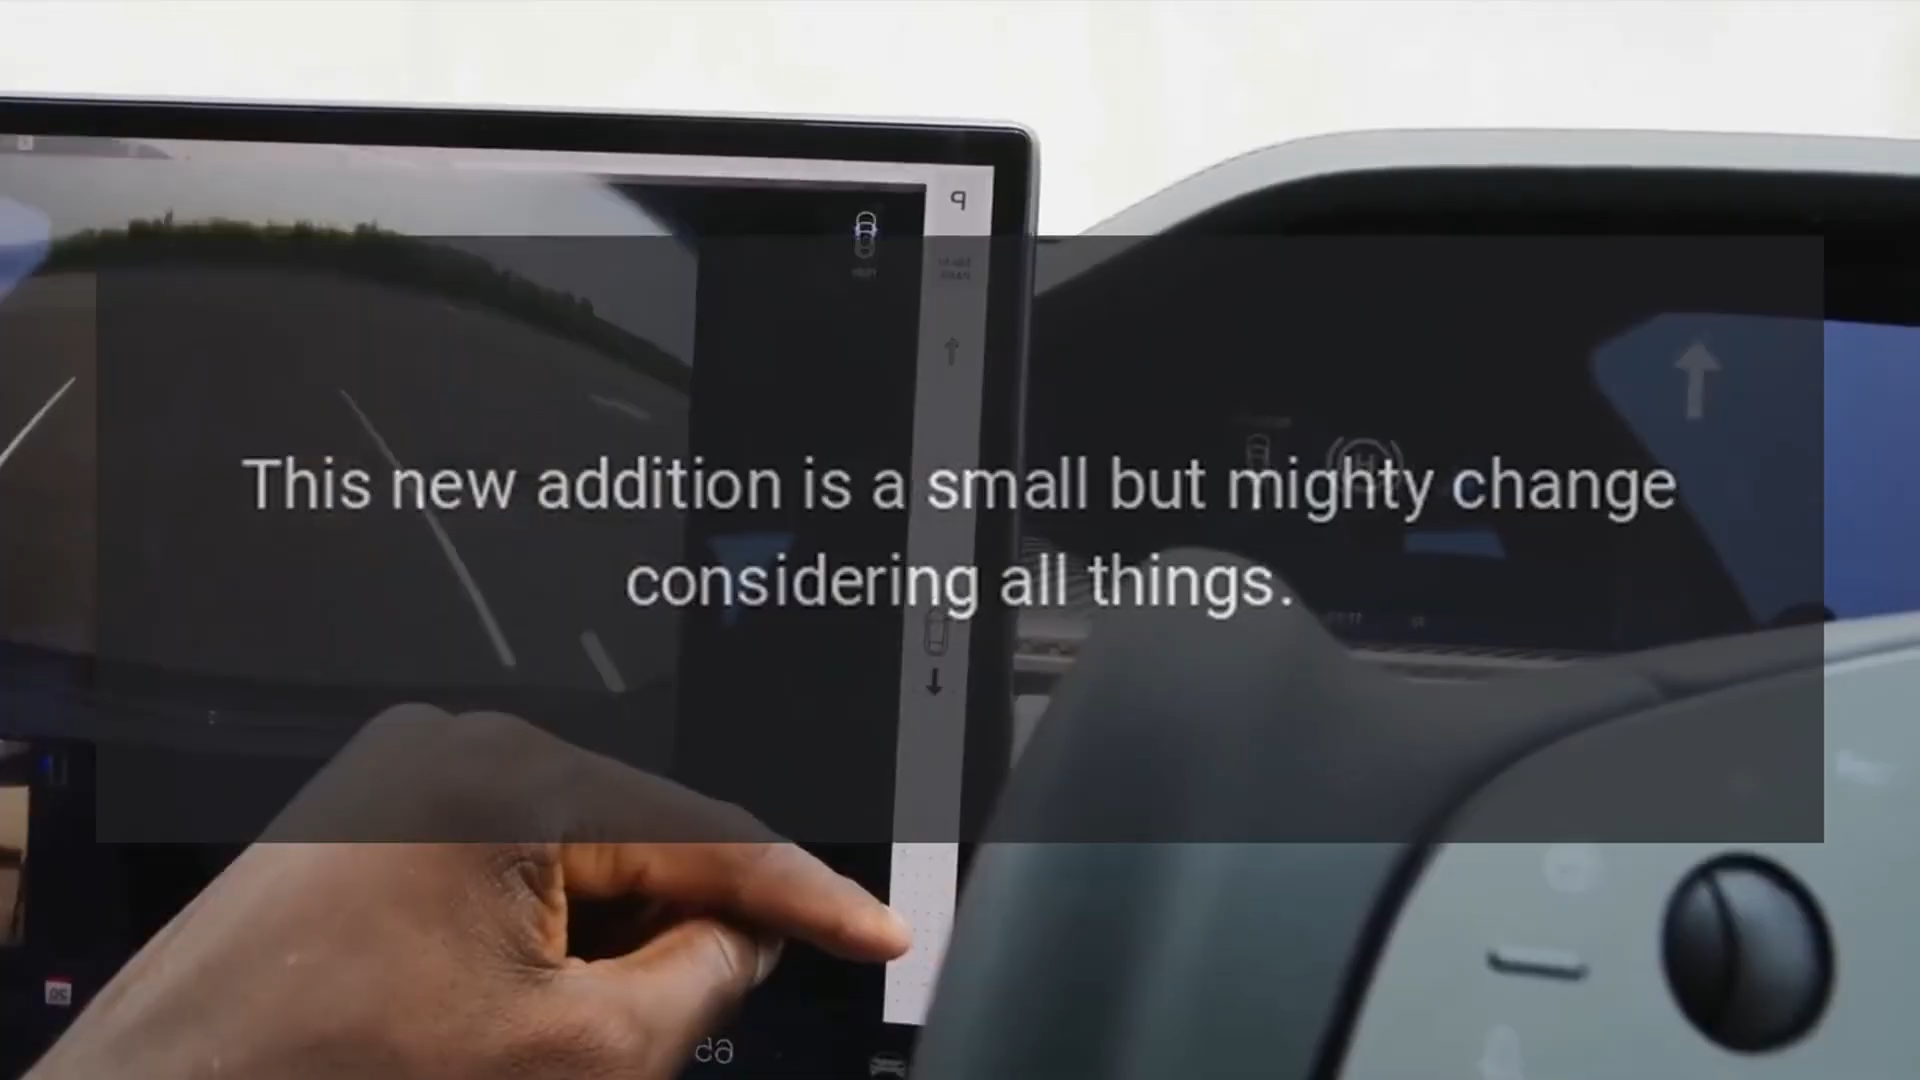 P
This new addition is a small but mighty change
considering all things.